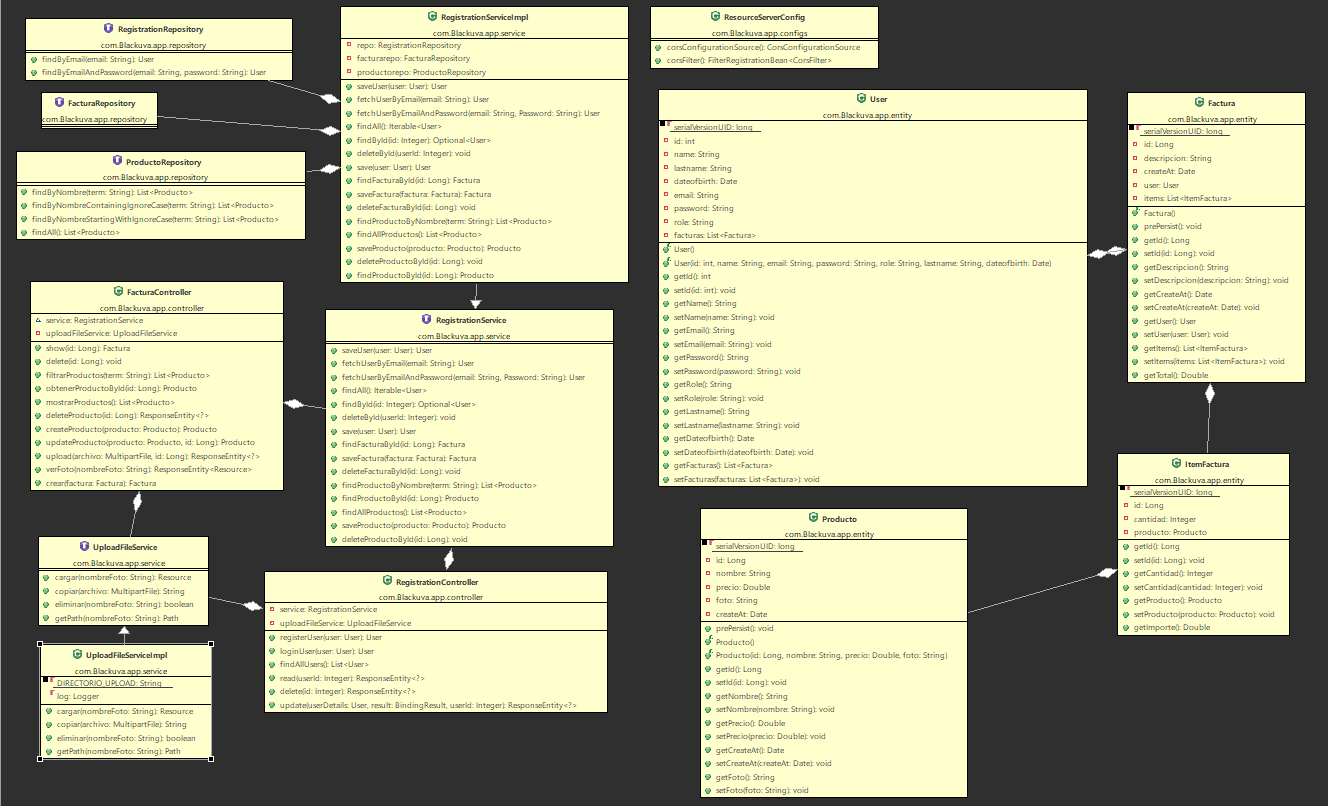 RegistrationRepository
com.Blackuva.app.repository
findByEmail(email: String): User
findByEmailAndPassword(email: String, password: String): User
FacturaRepository
com.Blackuva.app.repository
ProductoRepository
com.Blackuva.app.repository
findByNombre(term: String): List<Producto>
findByNombreContainingIgnoreCase(term: String): List<Producto>
findByNombreStartingWithIgnoreCase(term: String): List<Producto>
findAll(): List<Producto>
RegistrationServiceImpl
com.Blackuva.app.service
repo: RegistrationRepository
facturarepo: FacturaRepository
productorepo: ProductoRepository
saveUser(user: User): User
fetchUserByEmail(email: String): User
fetchUserByEmailAndPassword(email: String, Password: String): User
findAll(): Iterable<User>
findById(id: Integer): Optional<User>
deleteById(userId: Integer): void
save(user: User): User
findFacturaById(id: Long): Factura
saveFactura(factura: Factura): Factura
deleteFacturaById(id: Long): void
findProductoByNombre(term: String): List<Producto>
findAllProductos(): List<Producto>
saveProducto(producto: Producto): Producto
deleteProductoById(id: Long): void
findProductoById(id: Long): Producto
ResourceServerConfig
com.Blackuva.app.configs
corsConfigurationSource(): CorsConfigurationSource
corsFilter(): FilterRegistrationBean<CorsFilter>
User
com.Blackuva.app.entity
serialVersionUID: long
id: int
name: String
lastname: String
dateofbirth: Date
email: String
password: String
role: String
facturas: List<Factura>
User()
User(id: int, name: String, email: String, password: String, role: String, lastname: String, dateofbirth: Date)
getId(): int
setId(id: int): void
getName(): String
setName(name: String): void
getEmail(): String
setEmail(email: String): void
getPassword(): String
setPassword(password: String): void
getRole(): String
setRole(role: String): void
getLastname(): String
setLastname(lastname: String): void
getDateofbirth(): Date
setDateofbirth(dateofbirth: Date): void
getFacturas(): List<Factura>
setFacturas(facturas: List<Factura>): void
Factura
com.Blackuva.app.entity
serialVersionUID: long
id: Long
descripcion: String
createAt: Date
user: User
items: List<ItemFactura>
Factura()
prePersist(): void
getId(): Long
setId(id: Long): void
getDescripcion(): String
setDescripcion(descripcion: String): void
getCreateAt(): Date
setCreateAt(createAt: Date): void
getUser(): User
setUser(user: User): void
getItems(): List<ItemFactura>
setItems(items: List<ItemFactura>): void
getTotal(): Double
FacturaController
com.Blackuva.app.controller
service: RegistrationService
uploadFileService: UploadFileService
show(id: Long): Factura
delete(id: Long): void
filtrarProductos(term: String): List<Producto>
obtenerProductoById(id: Long): Producto
mostrarProductos(): List<Producto>
deleteProducto(id: Long): ResponseEntity<?>
createProducto(producto: Producto): Producto
updateProducto(producto: Producto, id: Long): Producto
upload(archivo: MultipartFile, id: Long): ResponseEntity<?>
verFoto(nombreFoto: String): ResponseEntity<Resource>
crear(factura: Factura): Factura
RegistrationService
com.Blackuva.app.service
saveUser(user: User): User
fetchUserByEmail(email: String): User
fetchUserByEmailAndPassword(email: String, Password: String): User
findAll(): Iterable<User>
findById(id: Integer): Optional<User>
deleteById(userId: Integer): void
save(user: User): User
findFacturaById(id: Long): Factura
saveFactura(factura: Factura): Factura
deleteFacturaById(id: Long): void
findProductoByNombre(term: String): List<Producto>
findProductoById(id: Long): Producto
findAllProductos(): List<Producto>
saveProducto(producto: Producto): Producto
deleteProductoById(id: Long): void
ItemFactura
com.Blackuva.app.entity
serialVersionUID: long
id: Long
cantidad: Integer
producto: Producto
getId(): Long
setId(id: Long): void
getCantidad(): Integer
setCantidad(cantidad: Integer): void
getProducto(): Producto
setProducto(producto: Producto): void
getImporte(): Double
Producto
com.Blackuva.app.entity
serialVersionUID: long
id: Long
nombre: String
precio: Double
foto: String
createAt: Date
prePersist(): void
Producto()
Producto(id: Long, nombre: String, precio: Double, foto: String)
getId(): Long
setId(id: Long): void
getNombre(): String
setNombre(nombre: String): void
getPrecio(): Double
setPrecio(precio: Double): void
getCreateAt(): Date
setCreateAt(createAt: Date): void
getFoto(): String
setFoto(foto: String): void
UploadFileService
com.Blackuva.app.service
cargar(nombreFoto: String): Resource
copiar(archivo: MultipartFile): String
eliminar(nombreFoto: String): boolean
getPath(nombreFoto: String): Path
RegistrationController
com.Blackuva.app.controller
service: RegistrationService
uploadFileService: UploadFileService
registerUser(user: User): User
loginUser(user: User): User
findAllUsers(): List<User>
read(userId: Integer): ResponseEntity<?>
delete(id: Integer): ResponseEntity<?>
update(userDetails: User, result: BindingResult, userId: Integer): ResponseEntity<?>
UploadFileServiceImpl
com.Blackuva.app.service
DIRECTORIO_UPLOAD: String
log: Logger
cargar(nombreFoto: String): Resource
copiar(archivo: MultipartFile): String
eliminar(nombreFoto: String): boolean
getPath(nombreFoto: String): Path